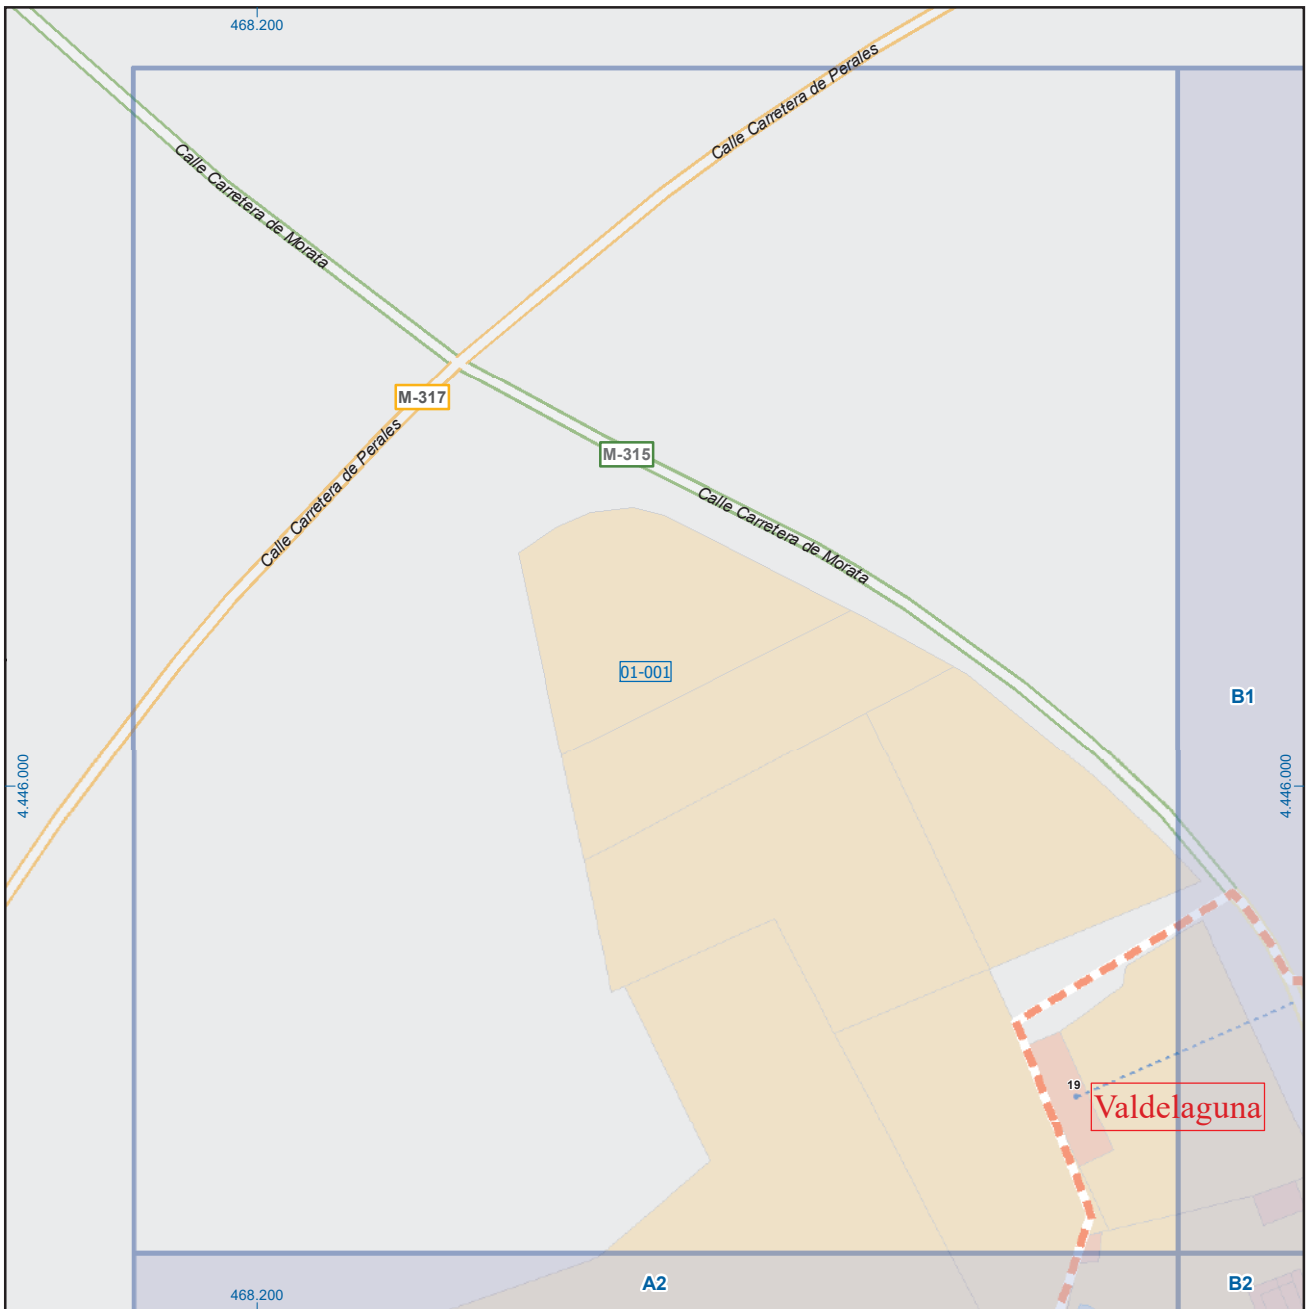 468.200
Calle Carretera de Perales
Calle Carretera de Morata
M-317
Calle Carretera de Perales
M-315
Calle Carretera de Morata
01-001
B1
4.446.000
4.446.000
19
Valdelaguna
A2
B2
468.200